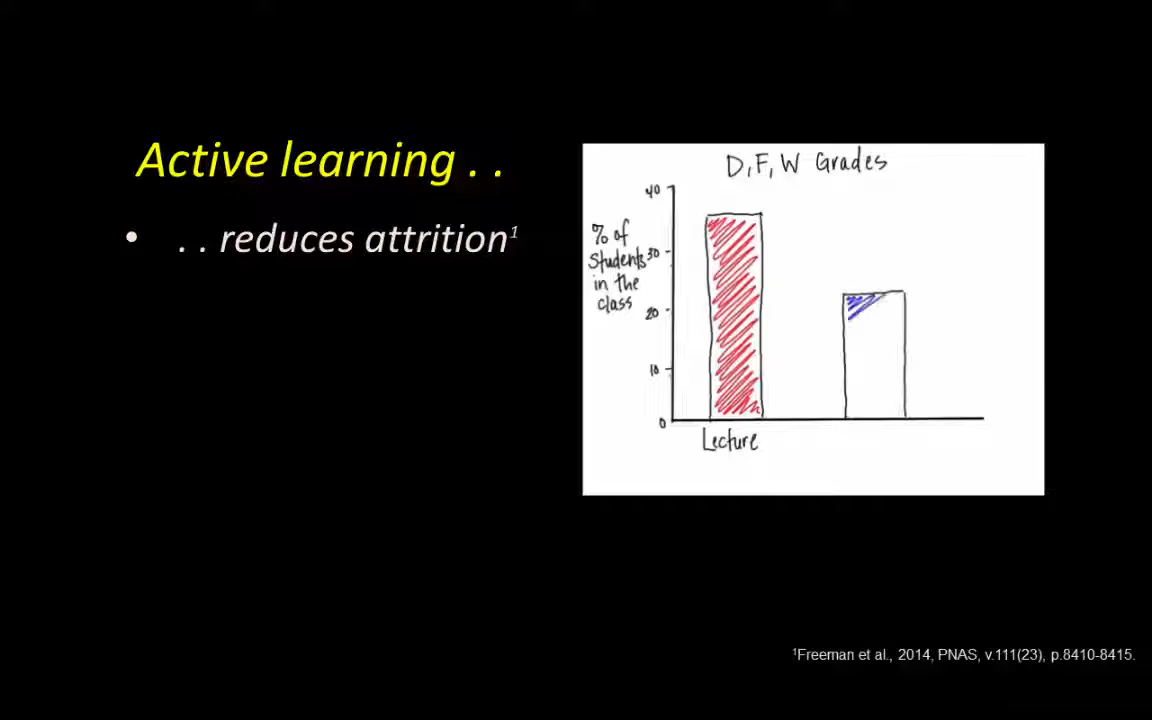 Active learning . .
• . . reduces attrition¹
D, F, W Grades
% of
Students
in the
class
40
30
20
10
0
Lecture
¹Freeman et al., 2014, PNAS, v.111(23), p.8410-8415.